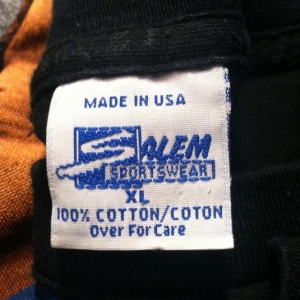 MADE IN USA
SALEM
SPORTSWEAR
XL
100% COTTON/COTON
Over For Care